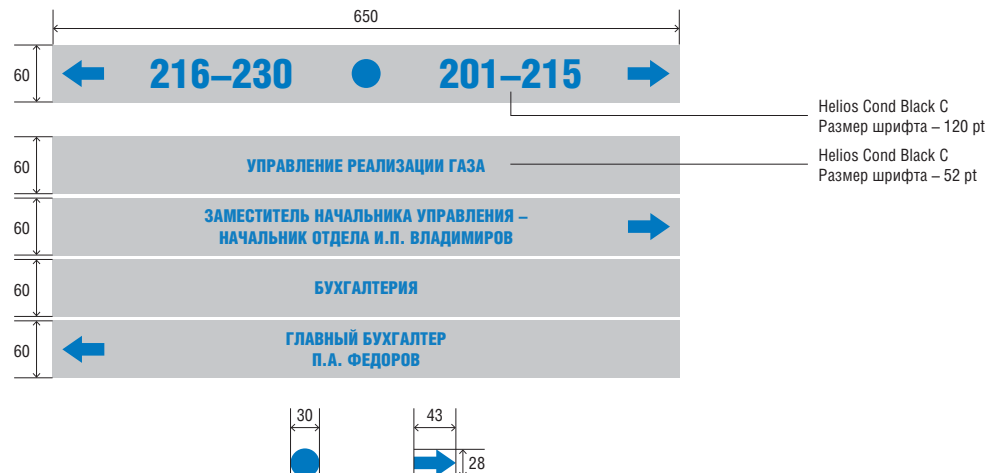 650
60
216–230
201–215
Helios Cond Black C
Размер шрифта – 120 pt
60
УПРАВЛЕНИЕ РЕАЛИЗАЦИИ ГАЗА
Helios Cond Black C
Размер шрифта – 52 pt
60
ЗАМЕСТИТЕЛЬ НАЧАЛЬНИКА УПРАВЛЕНИЯ –
НАЧАЛЬНИК ОТДЕЛА И.П. ВЛАДИМИРОВ
60
БУХГАЛТЕРИЯ
60
ГЛАВНЫЙ БУХГАЛТЕР
П.А. ФЕДОРОВ
30
43
28